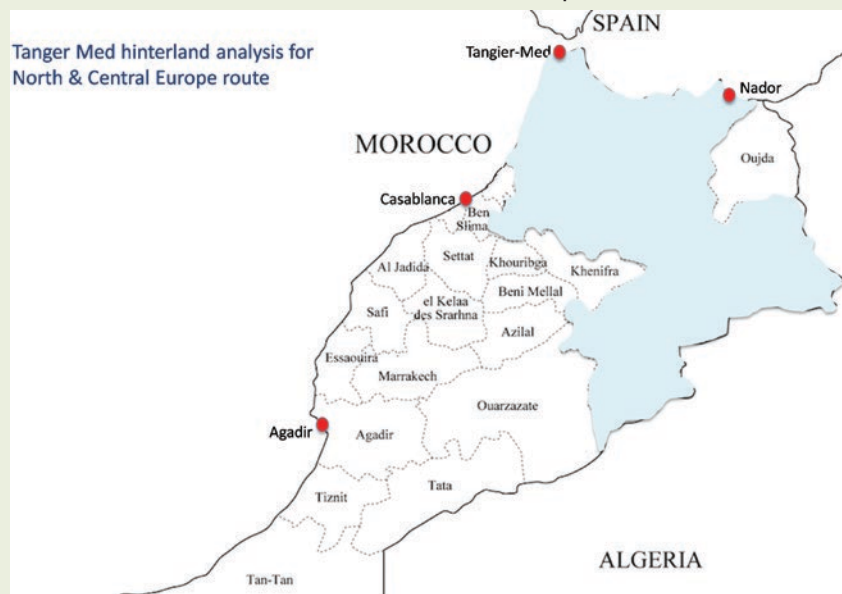 Tanger Med hinterland analysis for
North & Central Europe route
SPAIN
Tangier-Med
Nador
MOROCCO
Oujda
Casablanca
Ben
Slima
Settat
Khouribga
Al Jadida
Khenifra
Beni Mellal
el Kelaa
des Srarhna
Safi
Azilal
Essaouira
Marrakech
Ouarzazate
Agadir
Agadir
Tata
Tiznit
ALGERIA
Tan-Tan